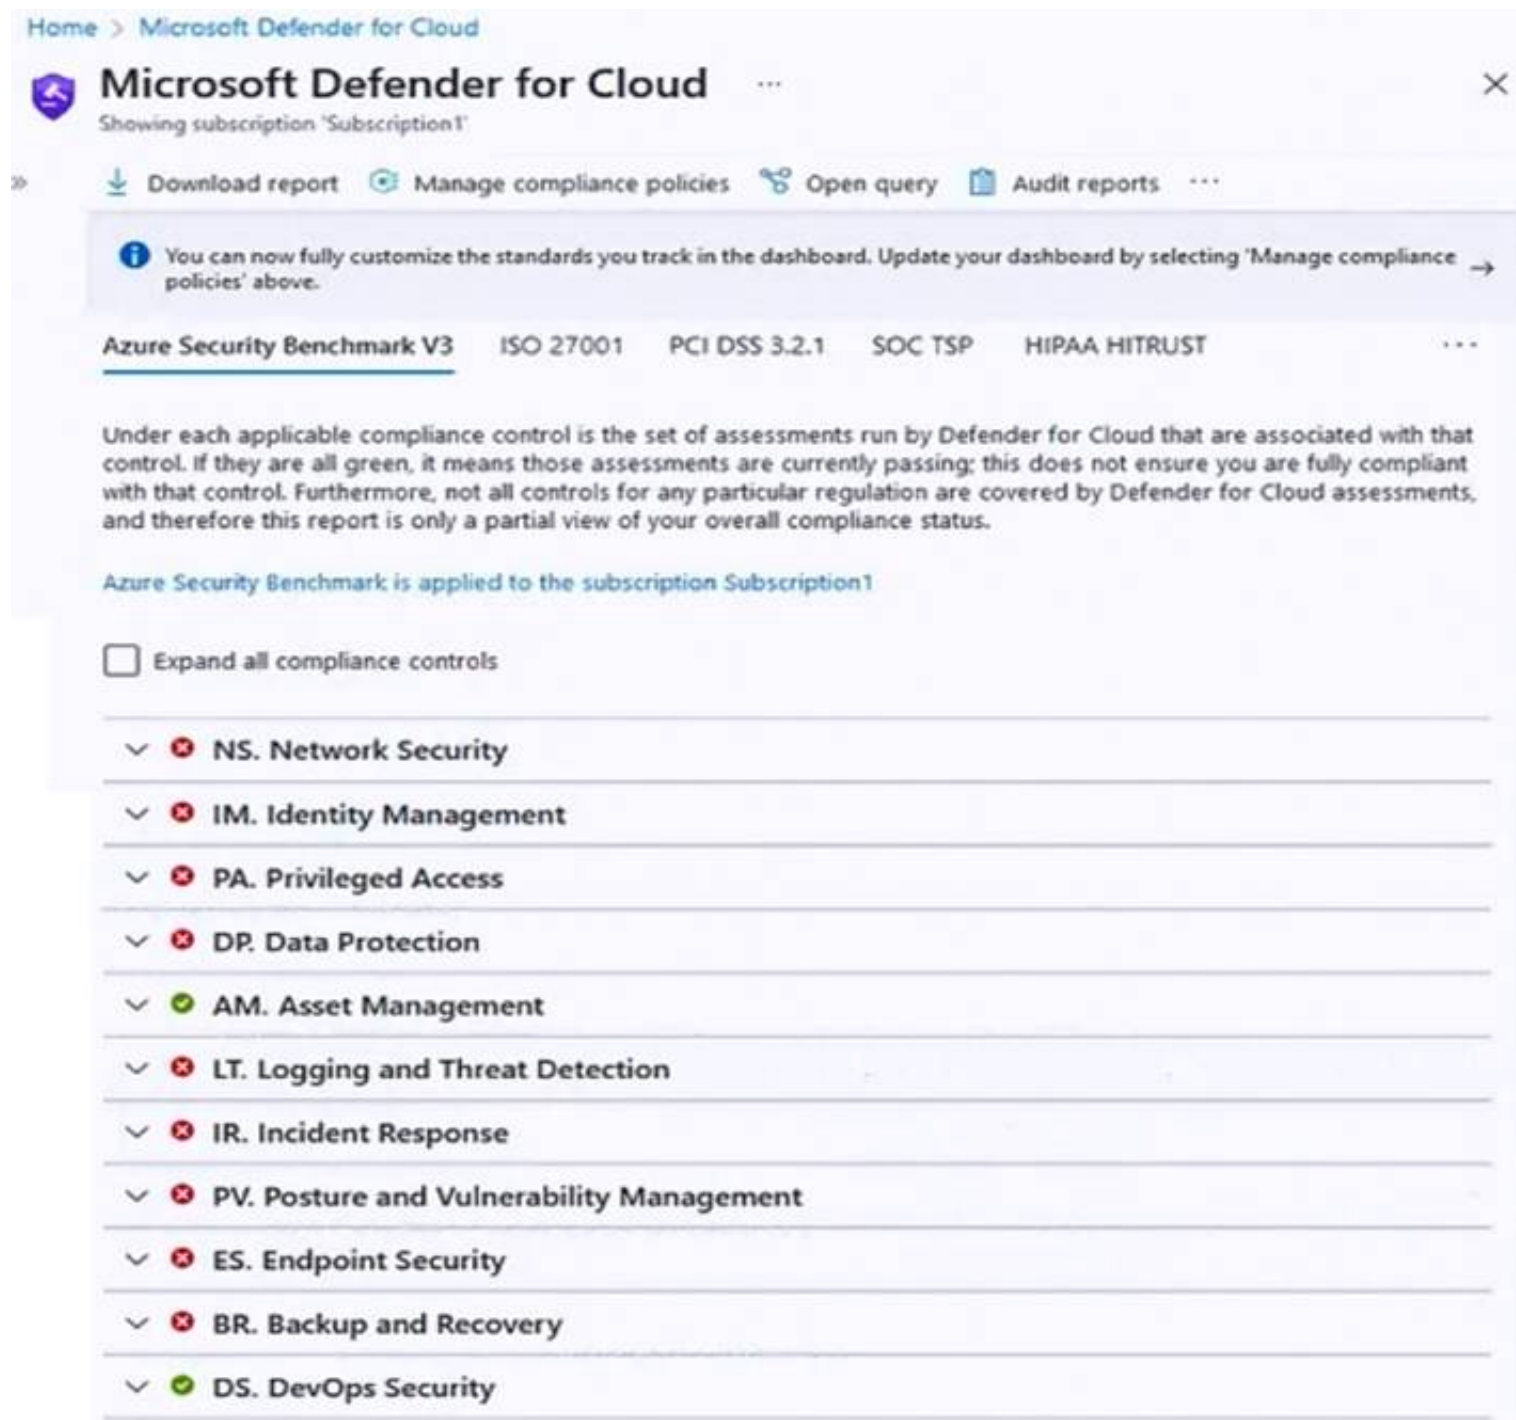 Home > Microsoft Defender for Cloud
Microsoft Defender for Cloud ...
Showing subscription 'Subscription1'
Download report Manage compliance policies Open query Audit reports ...
You can now fully customize the standards you track in the dashboard. Update your dashboard by selecting 'Manage compliance
policies' above.
Azure Security Benchmark V3 ISO 27001 PCI DSS 3.2.1 SOC TSP HIPAA HITRUST ...
Under each applicable compliance control is the set of assessments run by Defender for Cloud that are associated with that
control. If they are all green, it means those assessments are currently passing; this does not ensure you are fully compliant
with that control. Furthermore, not all controls for any particular regulation are covered by Defender for Cloud assessments,
and therefore this report is only a partial view of your overall compliance status.
Azure Security Benchmark is applied to the subscription Subscription1
Expand all compliance controls
NS. Network Security
IM. Identity Management
PA. Privileged Access
DP. Data Protection
AM. Asset Management
LT. Logging and Threat Detection
IR. Incident Response
PV. Posture and Vulnerability Management
ES. Endpoint Security
BR. Backup and Recovery
DS. DevOps Security